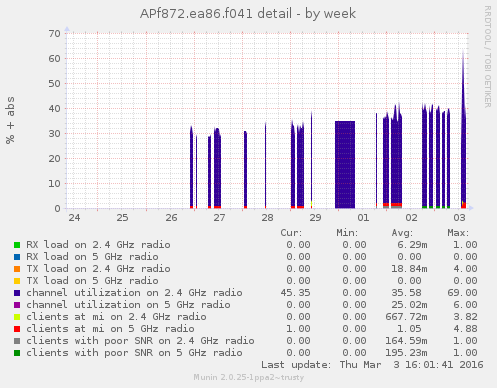 APf872.ea86.f041 detail - by week
RRDTOOL / TOBI OETIKER
% + abs
70
60
50
40
30
20
10
0
24 25 26 27 28 29 01 02 03
Cur: Min: Avg: Max:
RX load on 2.4 GHz radio 0.00 0.00 6.29m 1.00
RX load on 5 GHz radio 0.00 0.00 0.00 0.00
TX load on 2.4 GHz radio 0.00 0.00 18.84m 4.00
TX load on 5 GHz radio 0.00 0.00 0.00 0.00
channel utilization on 2.4 GHz radio 45.35 0.00 35.58 69.00
channel utilization on 5 GHz radio 0.00 0.00 25.02m 6.00
clients at mi on 2.4 GHz radio 0.00 0.00 667.72m 3.82
clients at mi on 5 GHz radio 1.00 0.00 1.05 4.88
clients with poor SNR on 2.4 GHz radio 0.00 0.00 164.59m 1.00
clients with poor SNR on 5 GHz radio 0.00 0.00 195.23m 1.00
Last update: Thu Mar 3 16:01:41 2016
Munin 2.0.25-1ppa2~trusty